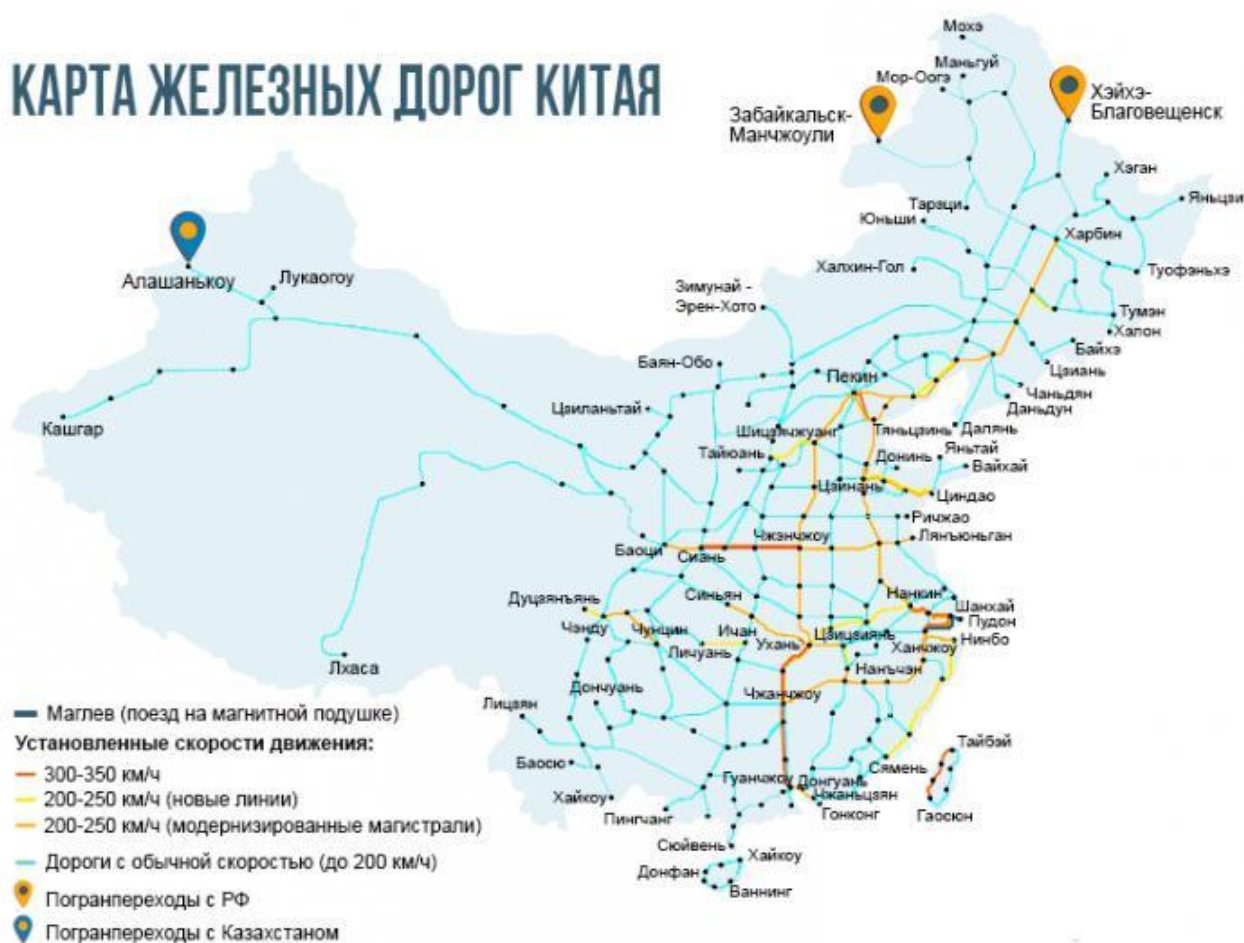 КАРТА ЖЕЛЕЗНЫХ ДОРОГ КИТАЯ
Мохэ
Маньгуй
Мор-Оогэ
Забайкальск-
Манчжоули
Хэйхэ-
Благовещенск
Хэган
Яньцзи
Тарзци
Юньши
Харбин
Алашанькоу
Лукаогоу
Халхин-Гол
Туофэньхэ
Зимунай -
Эрен-Хото
Тумэн
Хэлон
Байхэ
Баян-Обо
Пекин
Цзиань
Чаньдян
Даньдун
Цзиланьтай
Кашгар
Шицзячжуанг
Тяньцзинь
Далянь
Тайюань
Донинь
Яньтай
Вайхай
Цзинань
Циндао
Ричжао
Чжэнчжоу
Лянъюньган
Баоци
Сиань
Дуцзянъянь
Синьян
Нанкин
Шанхай
Пудон
Чэнду
Чунцин
Ичан
Ухань
Цзицзиянь
Нинбо
Личуань
Ханчжоу
Лхаса
Наньчэн
Дончуань
Чжанчжоу
Лицзян
Тайбэй
Баосю
Гуанчжоу
Донгуань
Сямень
Хайкоу
Чжаньцзян
Пингчанг
Гонконг
Гаосюн
Сюйвень
Хайкоу
Донфан
Ваннинг
Маглев (поезд на магнитной подушке)
Установленные скорости движения:
300-350 км/ч
200-250 км/ч (новые линии)
200-250 км/ч (модернизированные магистрали)
Дороги с обычной скоростью (до 200 км/ч)
Погранпереходы с РФ
Погранпереходы с Казахстаном